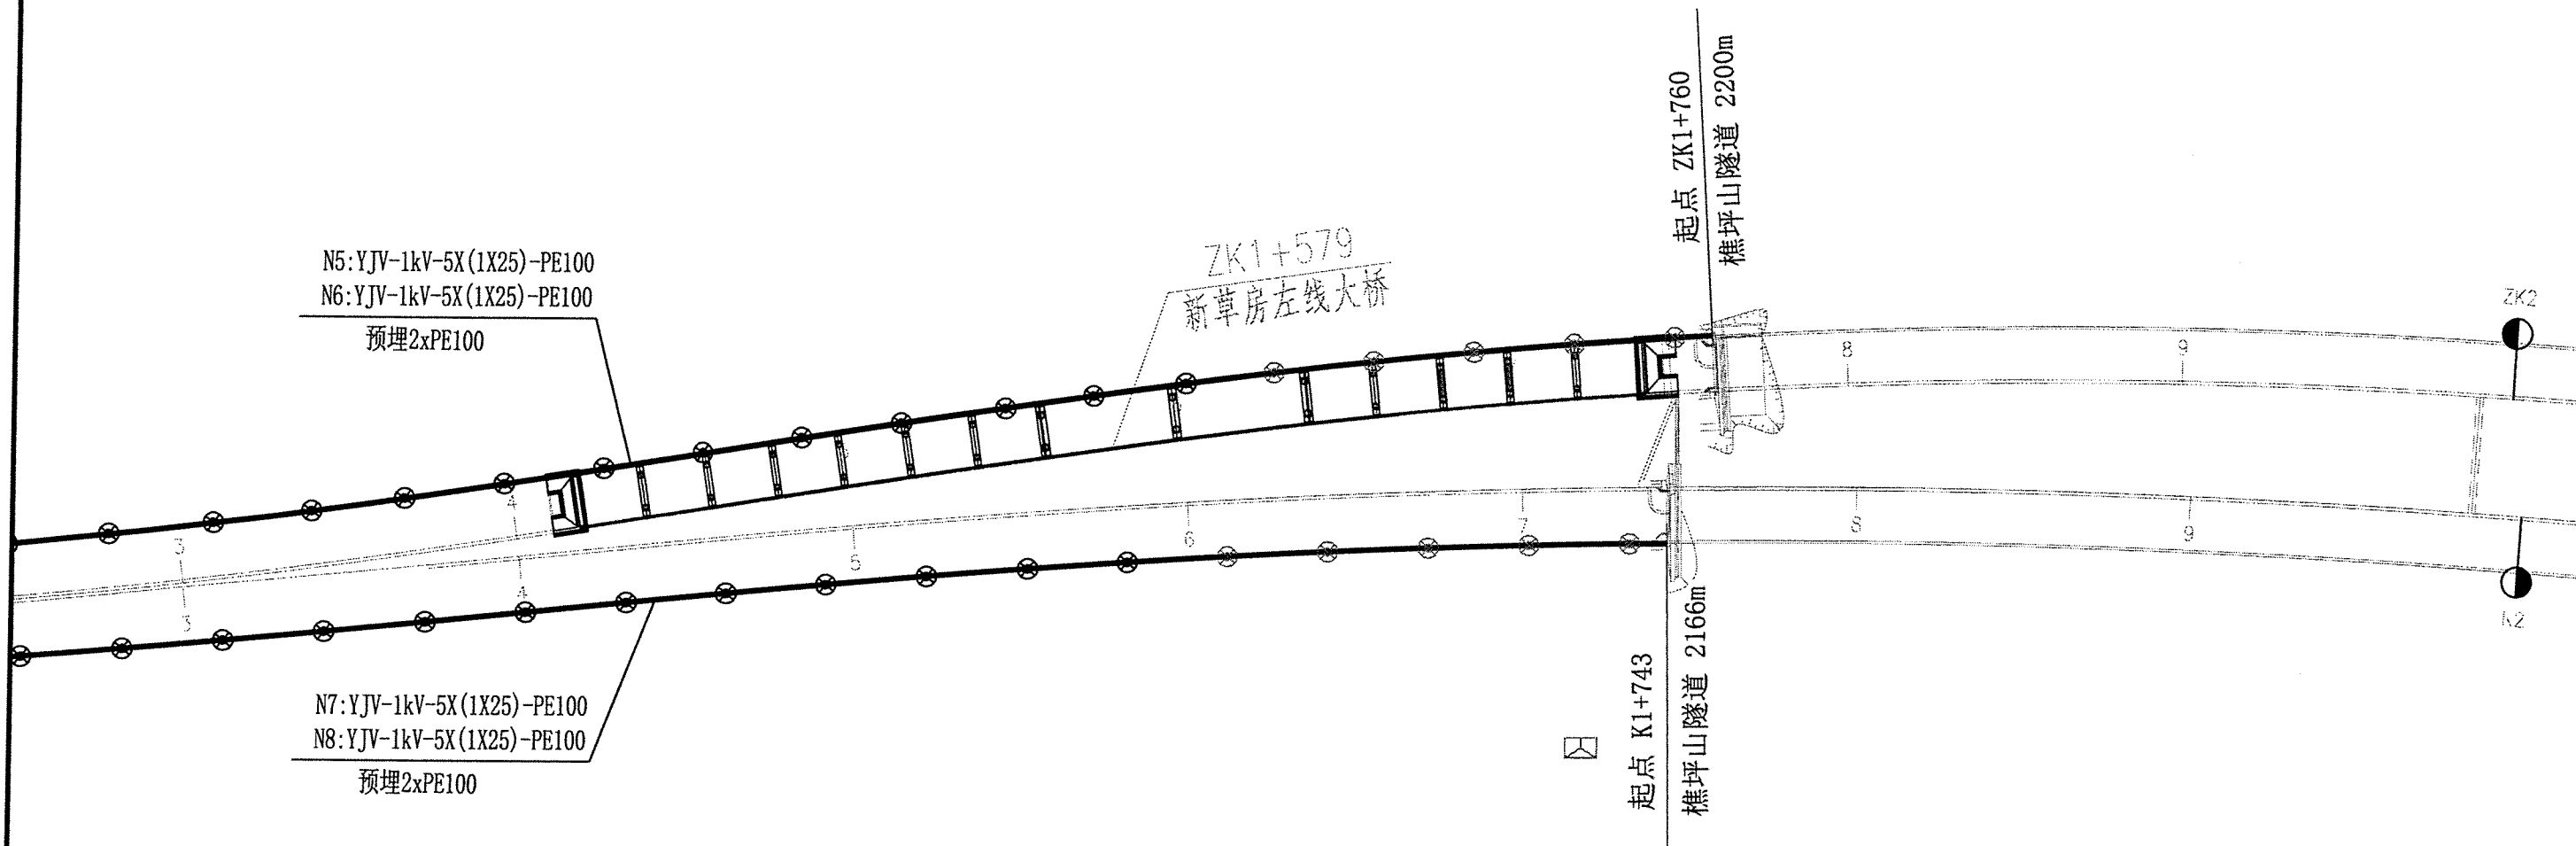 N5:YJV-1kV-5X(1X25)-PE100
N6:YJV-1kV-5X(1X25)-PE100
预埋2xPE100
ZK1+579
新草房左线大桥
起点 ZK1+760
樵坪山隧道 2200m
ZK2
8
9
3
4
3
4
5
6
7
8
9
K2
N7:YJV-1kV-5X(1X25)-PE100
N8:YJV-1kV-5X(1X25)-PE100
预埋2xPE100
起点 K1+743
樵坪山隧道 2166m